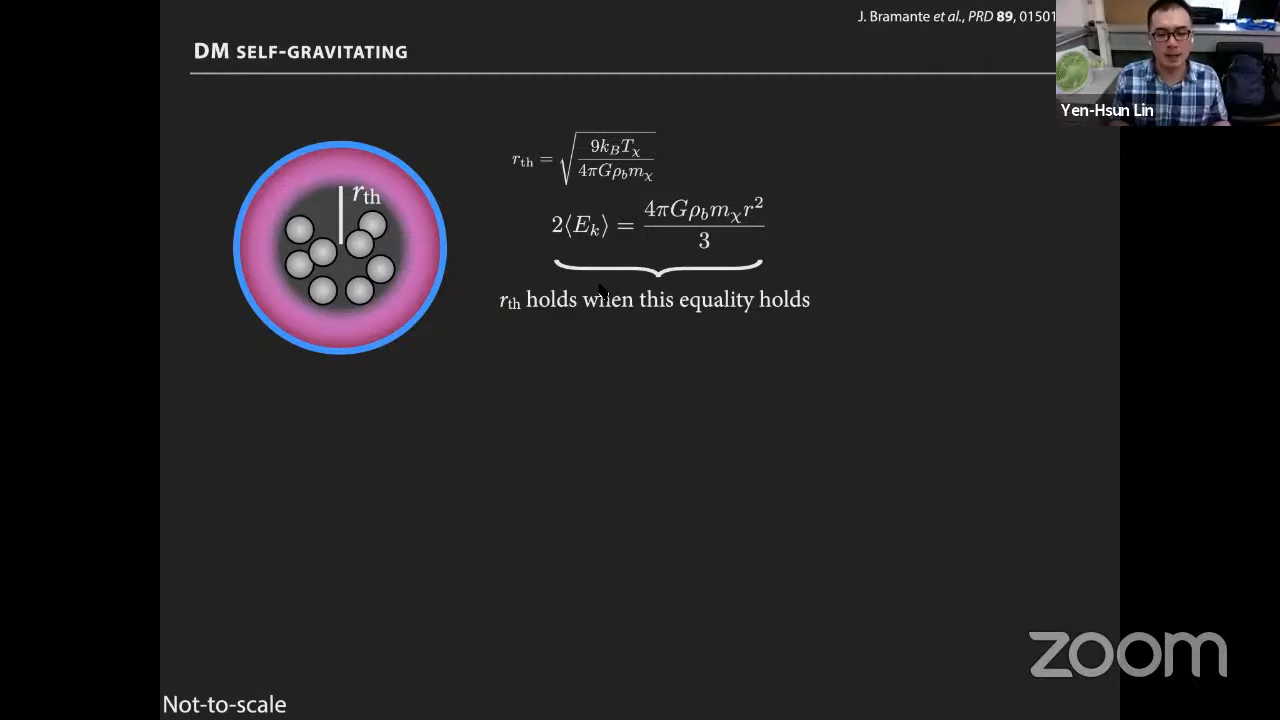 J. Bramante et al., PRD 89, 01501
DM SELF-GRAVITATING
Yen-Hsun Lin
r_th = √(9k_B T_χ / 4πGρ_b m_χ)
r_th
2⟨E_k⟩ = 4πGρ_b m_χ r² / 3
r_th holds when this equality holds
zoom
Not-to-scale